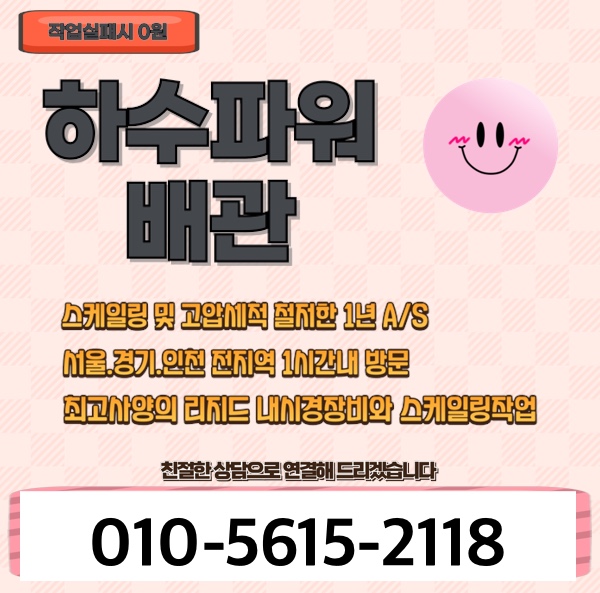 작업실패시 0원
하수파워
배관
스케일링 및 고압세척 철저한 1년 A/S
서울.경기.인천 전지역 1시간내 방문
최고사양의 리지드 내시경장비와 스케일링작업
친절한 상담으로 연결해 드리겠습니다
010-5615-2118